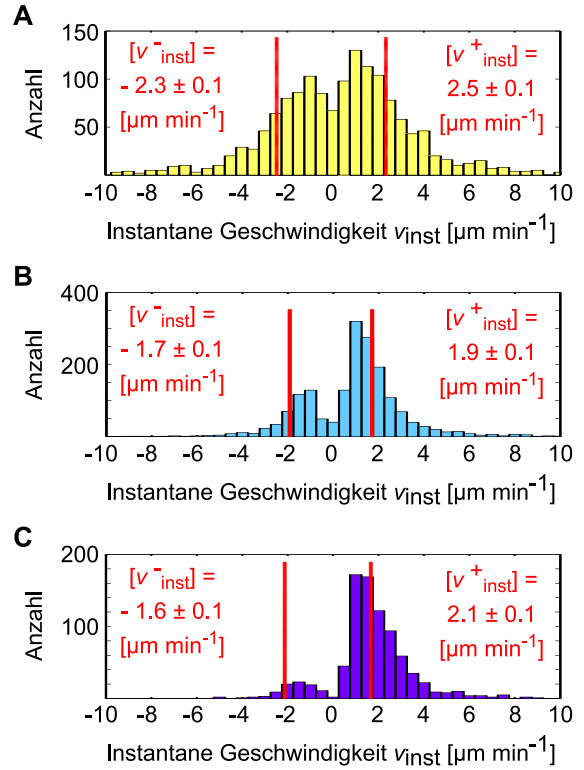 A
150
100
50
Anzahl
[v⁻inst] =
- 2.3 ± 0.1
[µm min⁻¹]
[v⁺inst] =
2.5 ± 0.1
[µm min⁻¹]
-10 -8 -6 -4 -2 0 2 4 6 8 10
Instantane Geschwindigkeit vinst [µm min⁻¹]
B
400
200
Anzahl
[v⁻inst] =
- 1.7 ± 0.1
[µm min⁻¹]
[v⁺inst] =
1.9 ± 0.1
[µm min⁻¹]
-10 -8 -6 -4 -2 0 2 4 6 8 10
Instantane Geschwindigkeit vinst [µm min⁻¹]
C
200
100
Anzahl
[v⁻inst] =
- 1.6 ± 0.1
[µm min⁻¹]
[v⁺inst] =
2.1 ± 0.1
[µm min⁻¹]
-10 -8 -6 -4 -2 0 2 4 6 8 10
Instantane Geschwindigkeit vinst [µm min⁻¹]